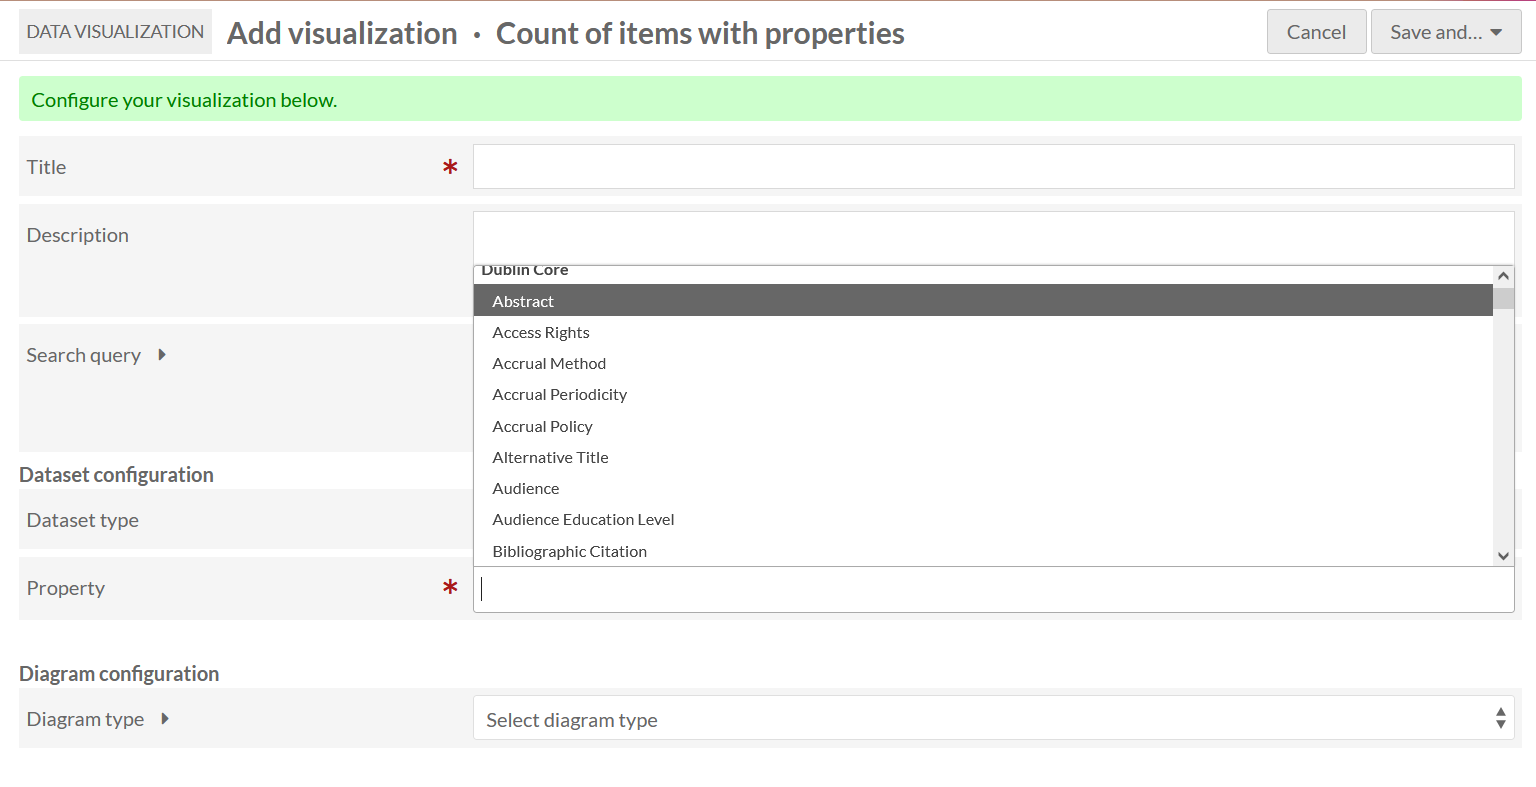 DATA VISUALIZATION Add visualization · Count of items with properties Cancel Save and...
Configure your visualization below.
Title *
Description
Dublin Core
Abstract
Access Rights
Search query
Accrual Method
Accrual Periodicity
Accrual Policy
Alternative Title
Dataset configuration
Audience
Dataset type
Audience Education Level
Bibliographic Citation
Property *
Diagram configuration
Diagram type Select diagram type